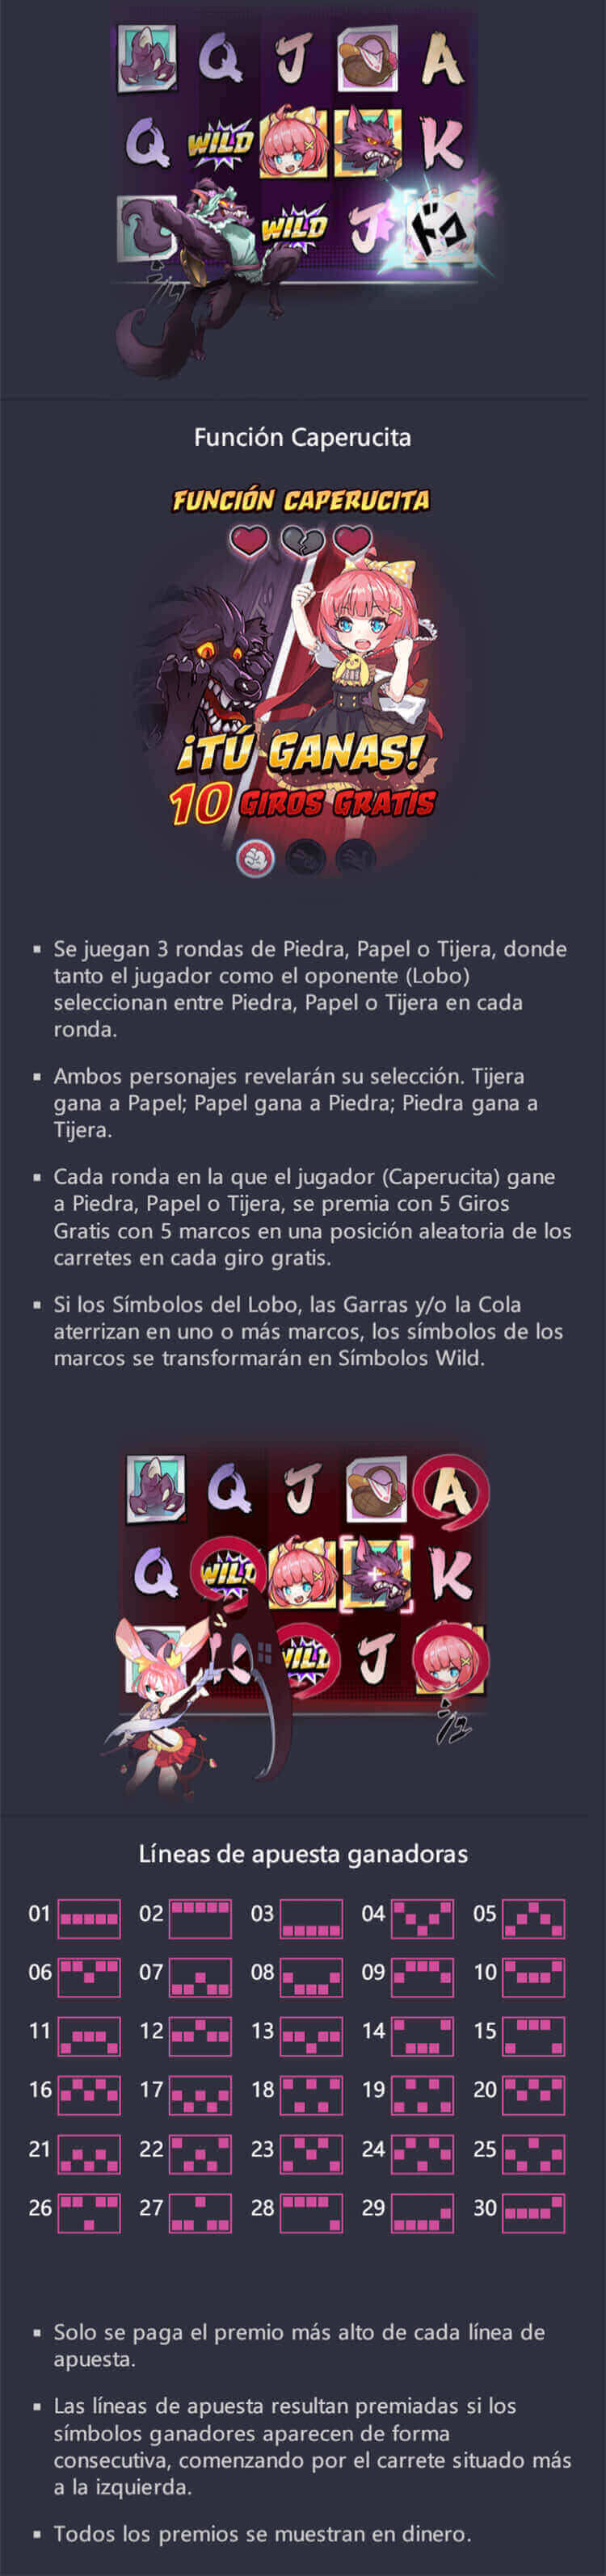 Q J A
Q WILD K
WILD J ドコ
Función Caperucita
FUNCIÓN CAPERUCITA
¡TÚ GANAS!
10 GIROS GRATIS
▪ Se juegan 3 rondas de Piedra, Papel o Tijera, donde
tanto el jugador como el oponente (Lobo)
seleccionan entre Piedra, Papel o Tijera en cada
ronda.
▪ Ambos personajes revelarán su selección. Tijera
gana a Papel; Papel gana a Piedra; Piedra gana a
Tijera.
▪ Cada ronda en la que el jugador (Caperucita) gane
a Piedra, Papel o Tijera, se premia con 5 Giros
Gratis con 5 marcos en una posición aleatoria de los
carretes en cada giro gratis.
▪ Si los Símbolos del Lobo, las Garras y/o la Cola
aterrizan en uno o más marcos, los símbolos de los
marcos se transformarán en Símbolos Wild.
Q J A
Q WILD K
WILD J
Líneas de apuesta ganadoras
01 02 03 04 05
06 07 08 09 10
11 12 13 14 15
16 17 18 19 20
21 22 23 24 25
26 27 28 29 30
▪ Solo se paga el premio más alto de cada línea de
apuesta.
▪ Las líneas de apuesta resultan premiadas si los
símbolos ganadores aparecen de forma
consecutiva, comenzando por el carrete situado más
a la izquierda.
▪ Todos los premios se muestran en dinero.